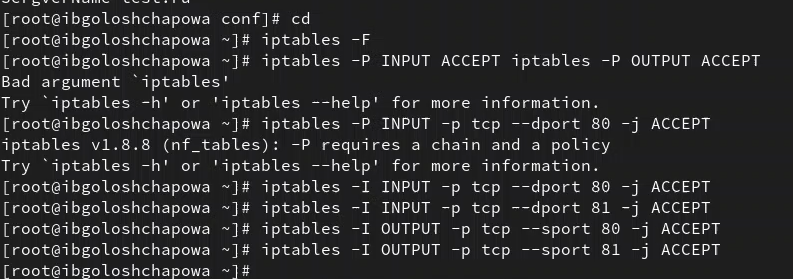 [root@ibgoloshchapowa conf]# cd
[root@ibgoloshchapowa ~]# iptables -F
[root@ibgoloshchapowa ~]# iptables -P INPUT ACCEPT iptables -P OUTPUT ACCEPT
Bad argument `iptables'
Try `iptables -h' or 'iptables --help' for more information.
[root@ibgoloshchapowa ~]# iptables -P INPUT -p tcp --dport 80 -j ACCEPT
iptables v1.8.8 (nf_tables): -P requires a chain and a policy
Try `iptables -h' or 'iptables --help' for more information.
[root@ibgoloshchapowa ~]# iptables -I INPUT -p tcp --dport 80 -j ACCEPT
[root@ibgoloshchapowa ~]# iptables -I INPUT -p tcp --dport 81 -j ACCEPT
[root@ibgoloshchapowa ~]# iptables -I OUTPUT -p tcp --sport 80 -j ACCEPT
[root@ibgoloshchapowa ~]# iptables -I OUTPUT -p tcp --sport 81 -j ACCEPT
[root@ibgoloshchapowa ~]#